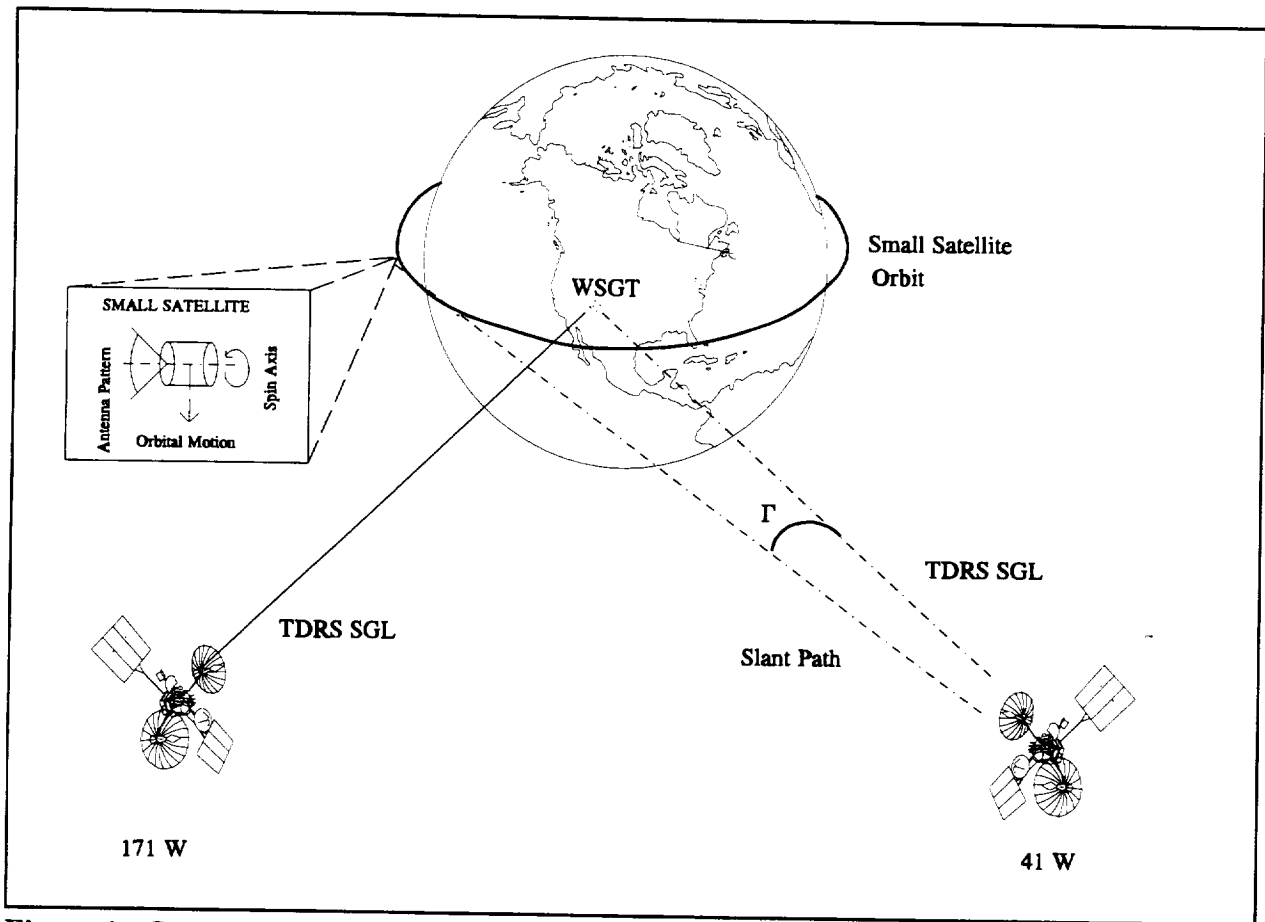 Small Satellite
Orbit
WSGT
SMALL SATELLITE
Antenna Pattern
Spin Axis
Orbital Motion
Γ
TDRS SGL
TDRS SGL
Slant Path
171 W
41 W